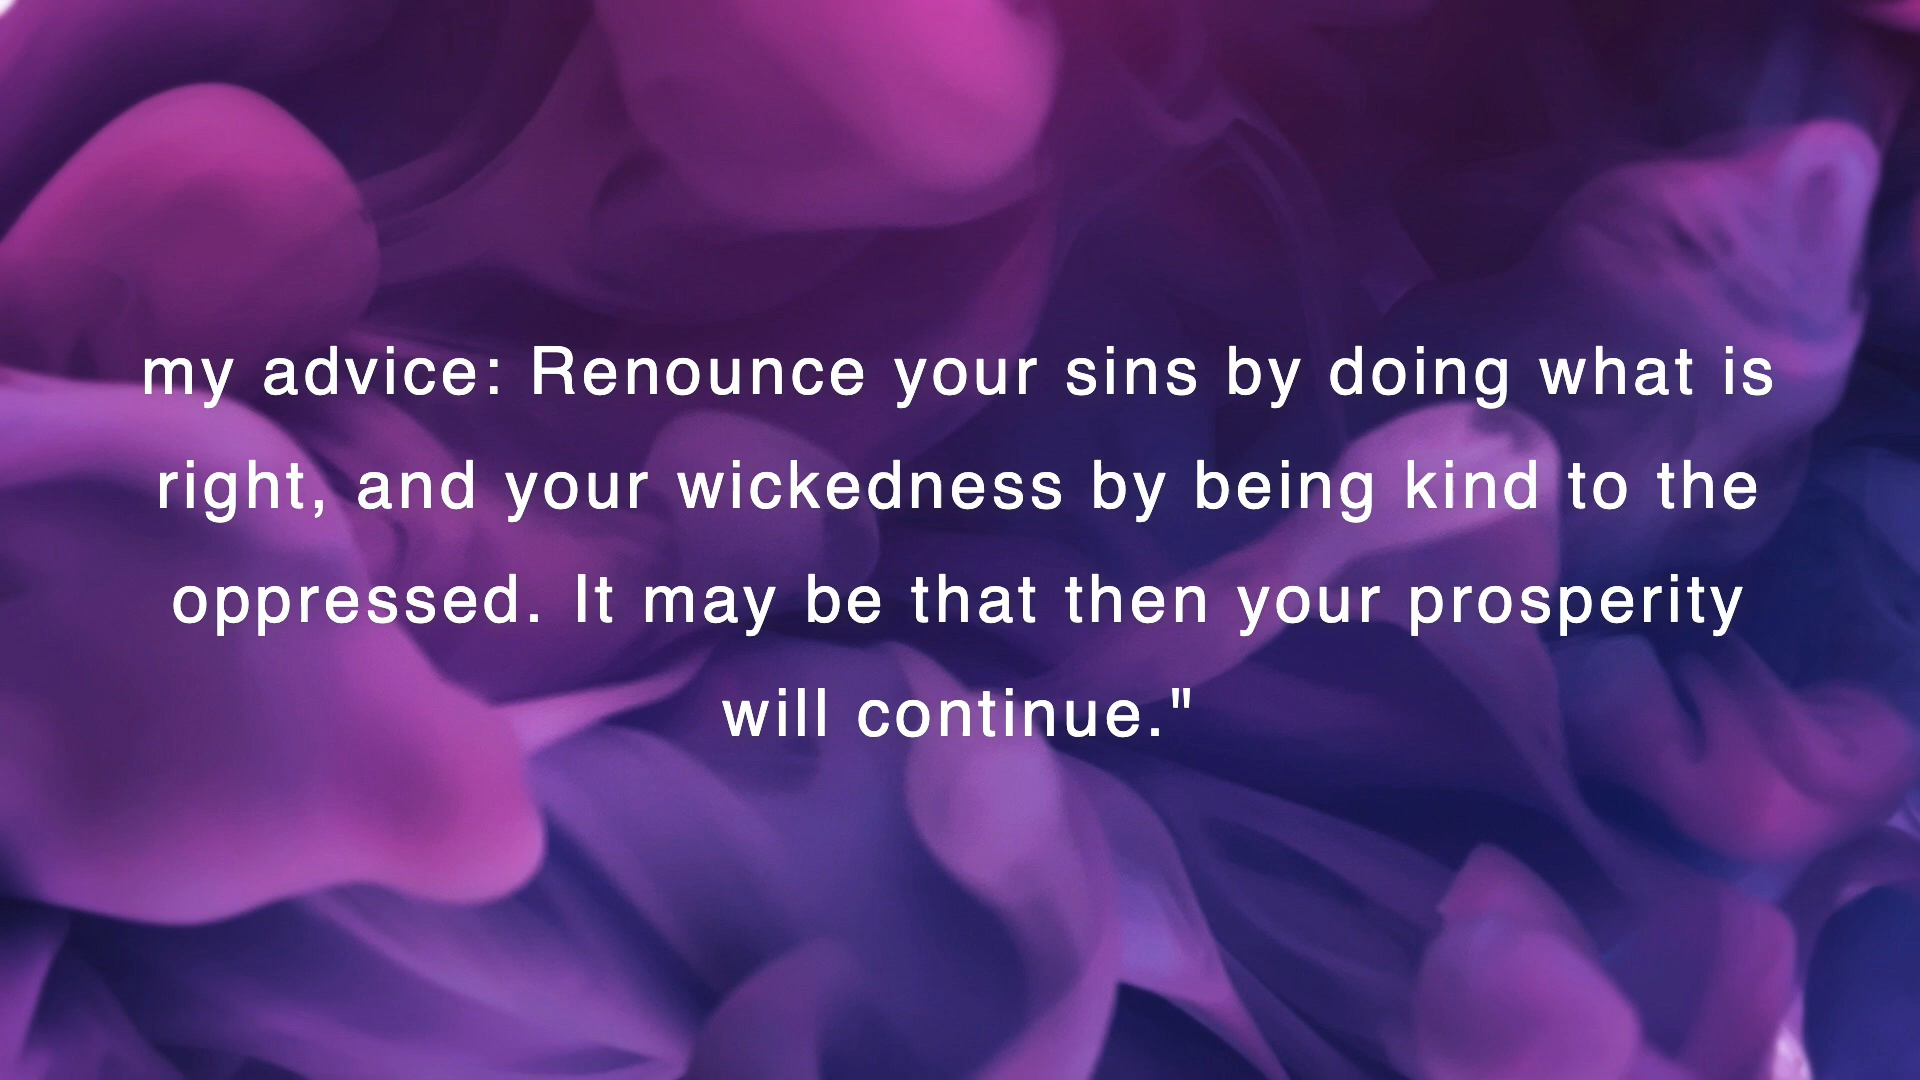 my advice: Renounce your sins by doing what is
right, and your wickedness by being kind to the
oppressed. It may be that then your prosperity
will continue."